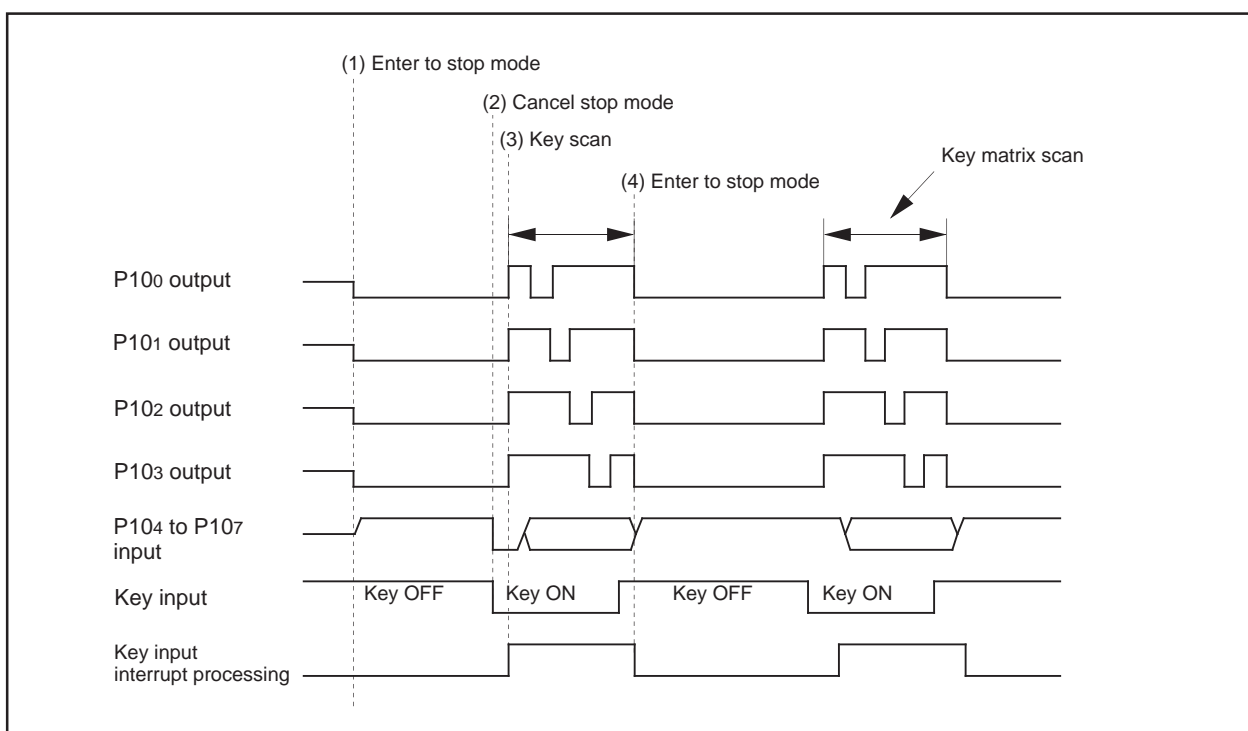 (1) Enter to stop mode
(2) Cancel stop mode
(3) Key scan
Key matrix scan
(4) Enter to stop mode
P100 output
P101 output
P102 output
P103 output
P104 to P107
input
Key input
Key OFF
Key ON
Key OFF
Key ON
Key input
interrupt processing